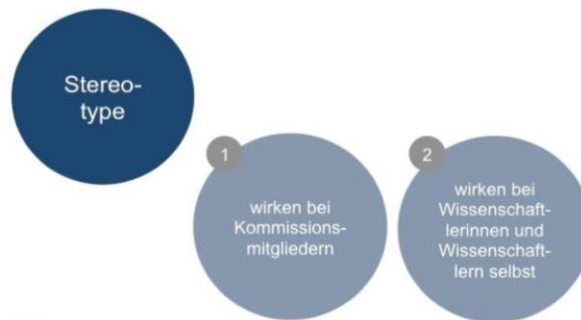 Stereo-
type
1
wirken bei
Kommissions-
mitgliedern
2
wirken bei
Wissenschaft-
lerinnen und
Wissenschaft-
lern selbst